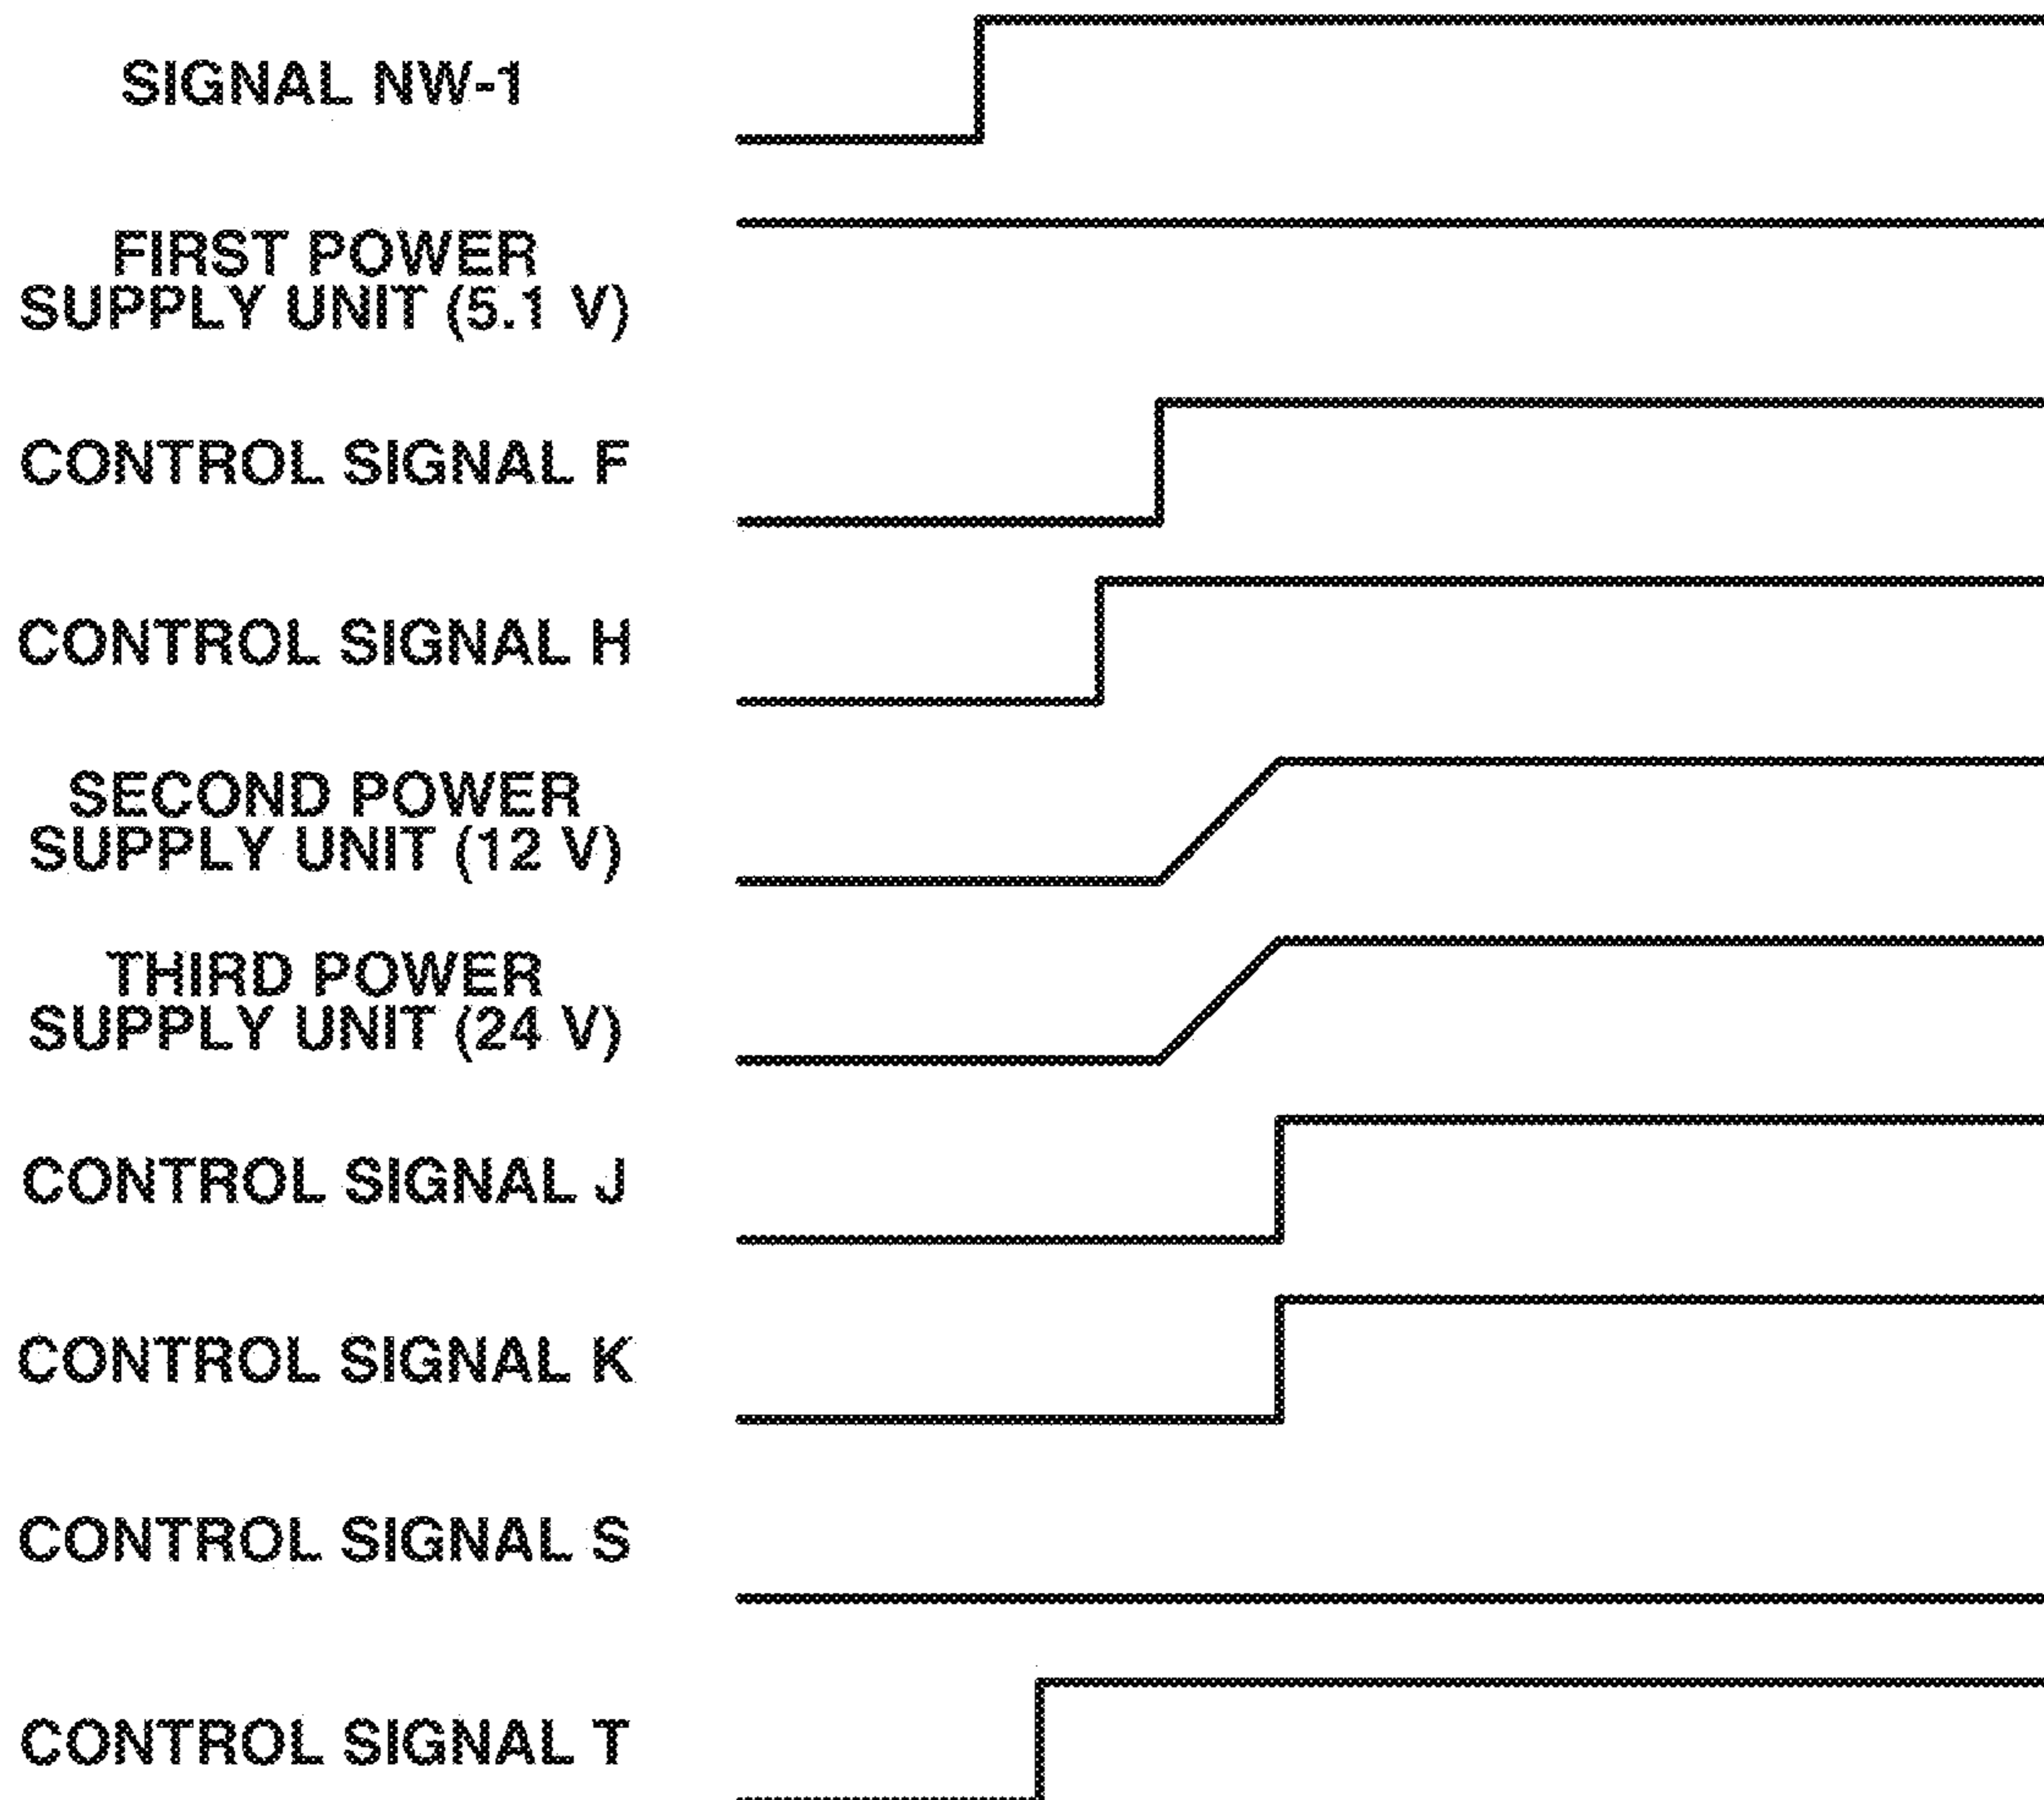 SIGNAL NW-1
FIRST POWER
SUPPLY UNIT (5.1 V)
CONTROL SIGNAL F
CONTROL SIGNAL H
SECOND POWER
SUPPLY UNIT (12 V)
THIRD POWER
SUPPLY UNIT (24 V)
CONTROL SIGNAL J
CONTROL SIGNAL K
CONTROL SIGNAL S
CONTROL SIGNAL T